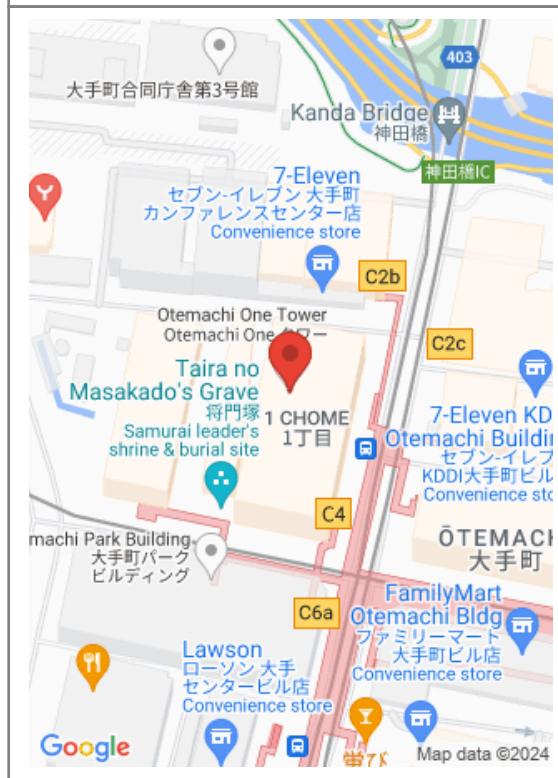 403
大手町合同庁舎第3号館
Kanda Bridge
神田橋
神田橋IC
7-Eleven
セブン-イレブン 大手町
カンファレンスセンター店
Convenience store
C2b
Otemachi One Tower
Otemachi One タワー
C2c
Taira no
Masakado's Grave
将門塚
Samurai leader's
shrine & burial site
1 CHOME
1丁目
7-Eleven KD
Otemachi Buildin
セブン-イレブ
KDDI大手町ビル
Convenience sto
C4
machi Park Building
大手町パーク
ビルディング
ŌTEMACH
大手町
C6a
FamilyMart
Otemachi Bldg
ファミリーマート
大手町ビル店
Convenience store
Lawson
ローソン 大手
センタービル店
Convenience store
Google
Map data ©2024